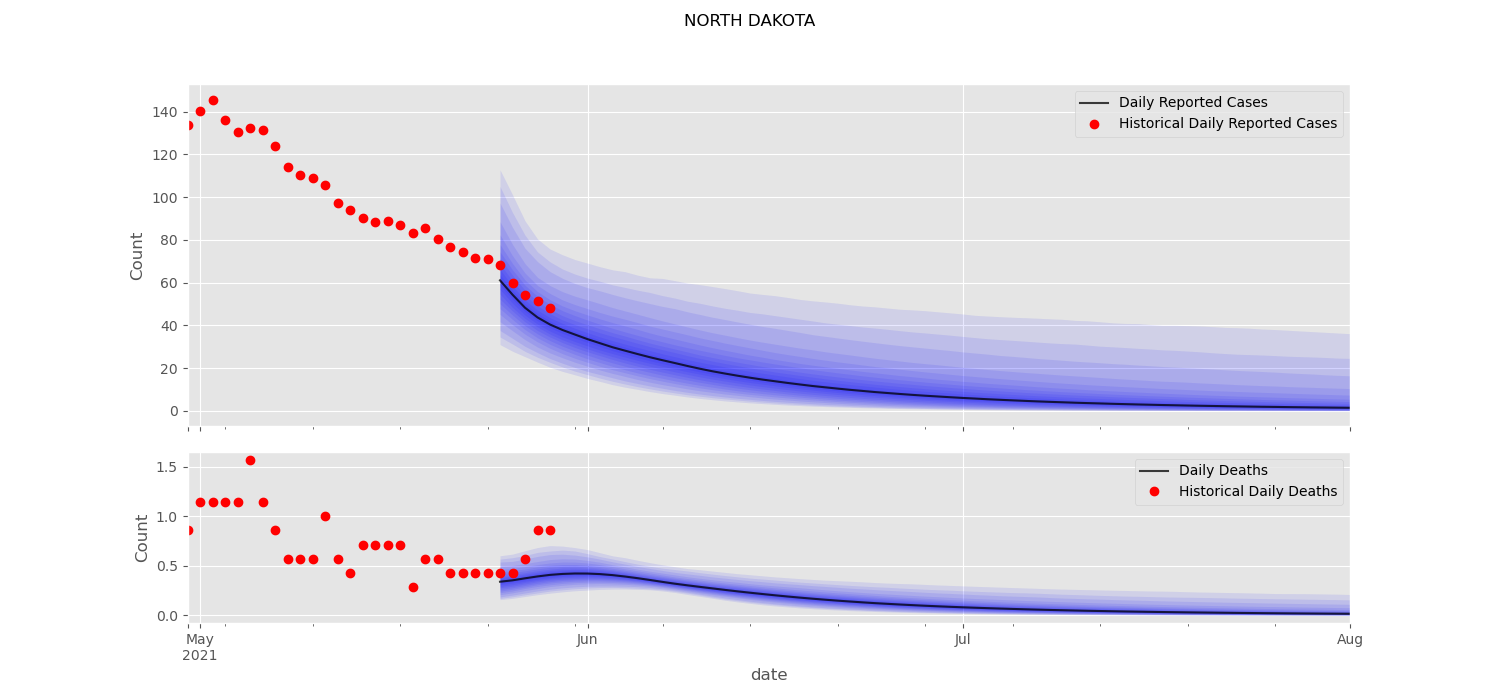 NORTH DAKOTA
Daily Reported Cases
Historical Daily Reported Cases
140
120
100
80
60
40
20
0
Count
Daily Deaths
Historical Daily Deaths
1.5
1.0
0.5
0.0
Count
May
2021
Jun
Jul
Aug
date